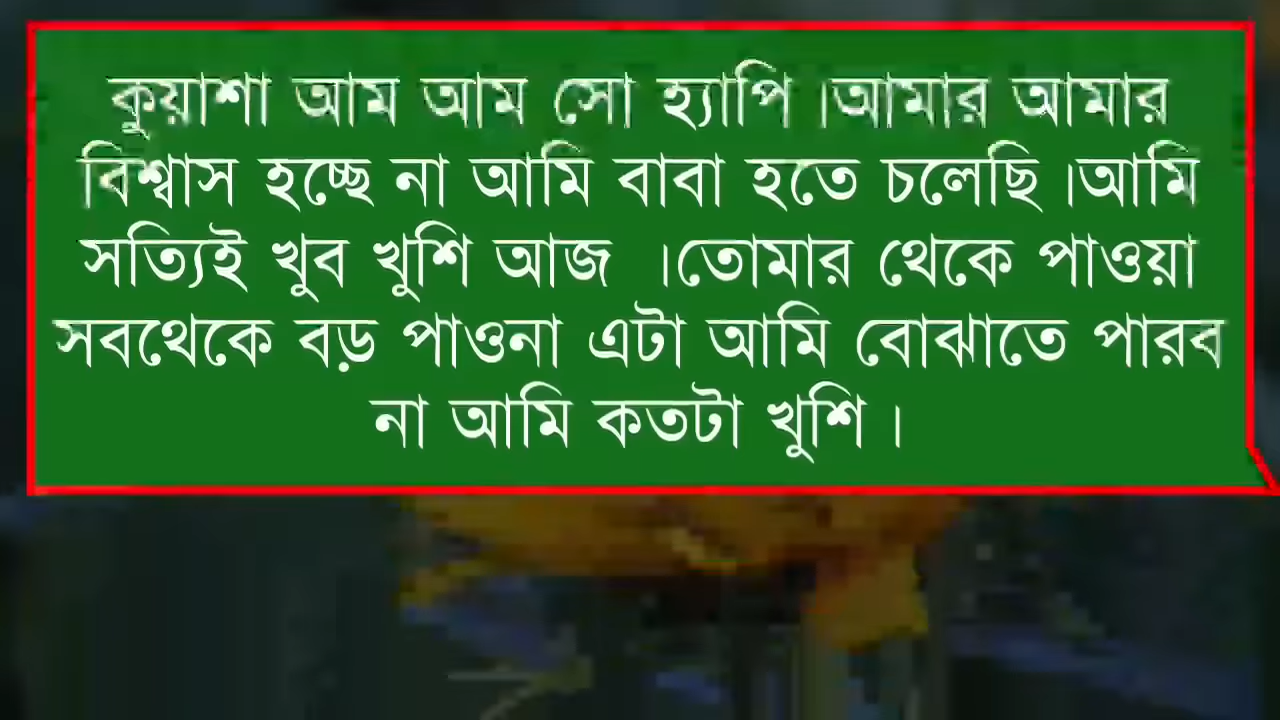 কুয়াশা আম আম সো হ্যাপি ।আমার আমার
বিশ্বাস হচ্ছে না আমি বাবা হতে চলেছি ।আমি
সত্যিই খুব খুশি আজ ।তোমার থেকে পাওয়া
সবথেকে বড় পাওনা এটা আমি বোঝাতে পারব
না আমি কতটা খুশি ।